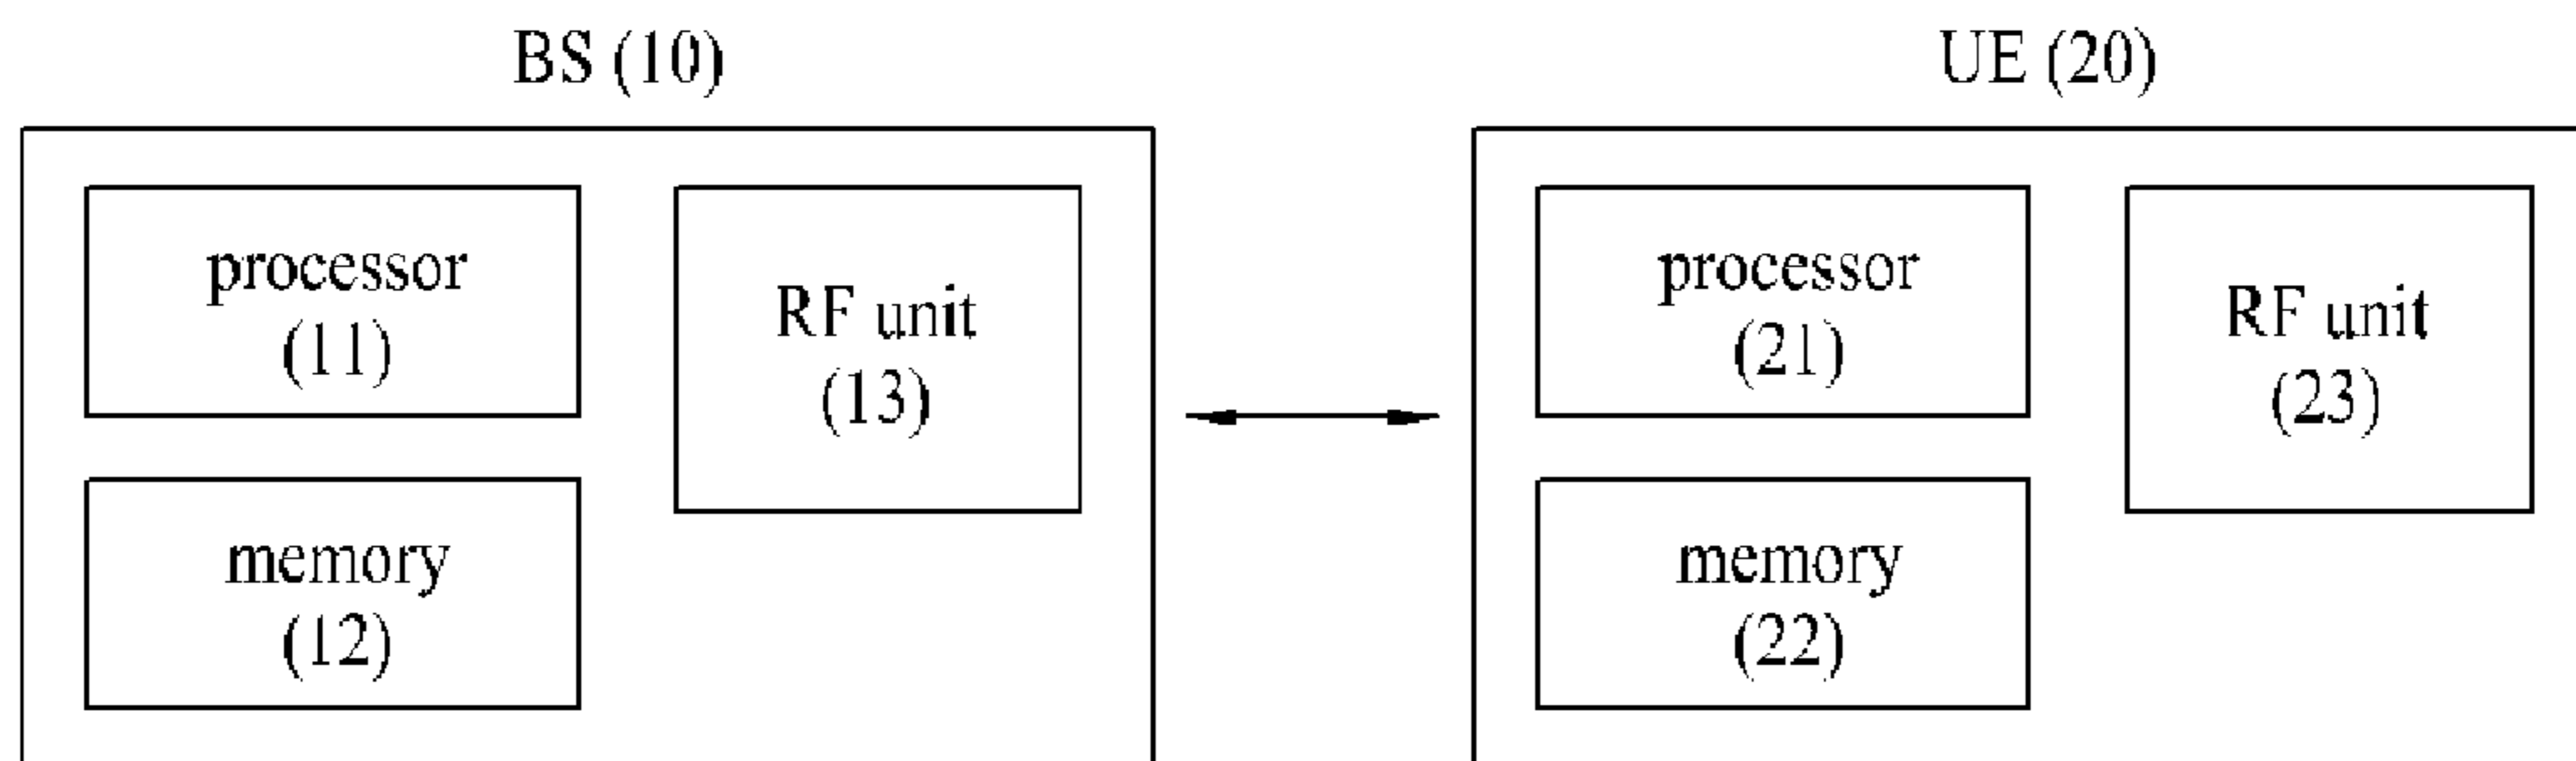 BS (10)
processor
(11)
RF unit
(13)
memory
(12)
UE (20)
processor
(21)
RF unit
(23)
memory
(22)